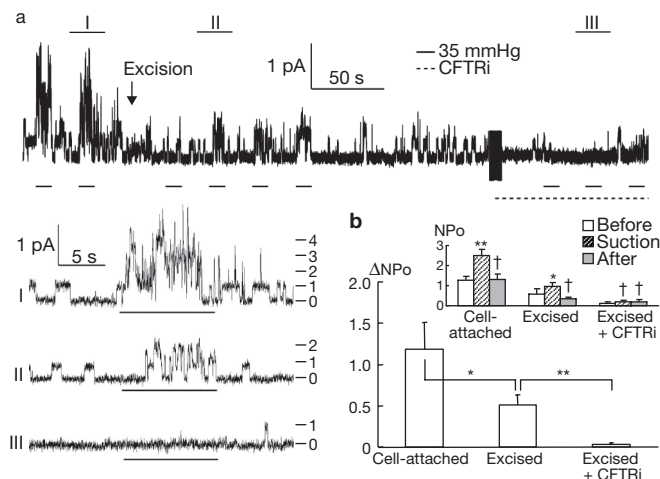 a
I
II
III
Excision
1 pA
50 s
35 mmHg
CFTRi
1 pA
5 s
I
4
3
2
1
0
II
2
1
0
III
1
0
b
NPo
3
2
1
0
**
†
*
†
†
†
Before
Suction
After
Cell-
attached
Excised
Excised
+ CFTRi
ΔNPo
2.0
1.5
1.0
0.5
0
*
**
Cell-attached
Excised
Excised
+ CFTRi